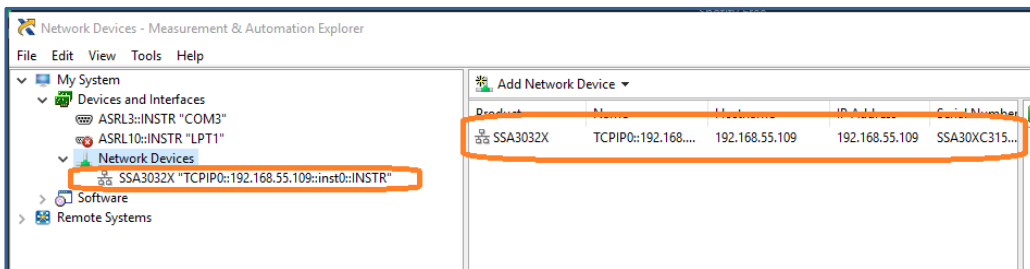 Network Devices - Measurement & Automation Explorer
File Edit View Tools Help
My System
Devices and Interfaces
ASRL3::INSTR "COM3"
ASRL10::INSTR "LPT1"
Network Devices
SSA3032X "TCPIP0::192.168.55.109::inst0::INSTR"
Software
Remote Systems
Add Network Device
Product Name Hostname IP Address Serial Number
SSA3032X TCPIP0::192.168.... 192.168.55.109 192.168.55.109 SSA30XC315...